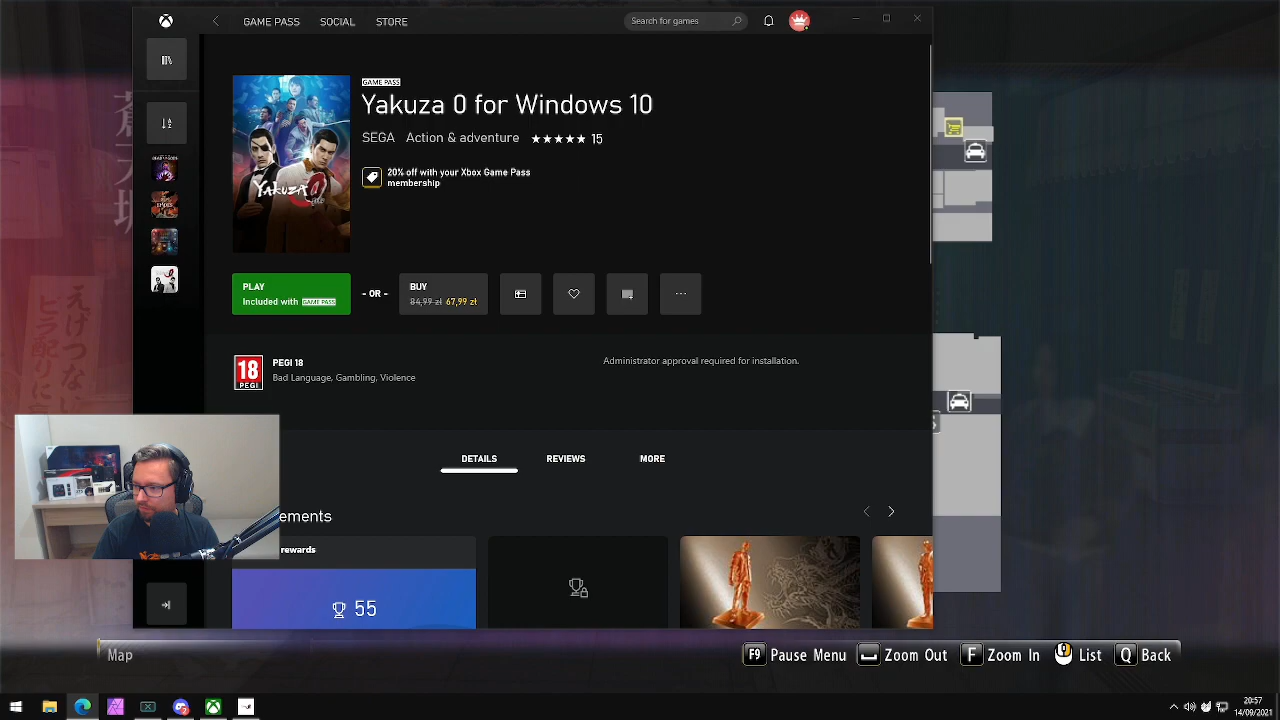 GAME PASS SOCIAL STORE
Search for games
GAME PASS
Yakuza 0 for Windows 10
SEGA Action & adventure ★★★★★ 15
20% off with your Xbox Game Pass
membership
PLAY
Included with GAME PASS
- OR -
BUY
84,99 zł 67,99 zł
...
18
PEGI
PEGI 18
Bad Language, Gambling, Violence
Administrator approval required for installation.
DETAILS REVIEWS MORE
ements
rewards
55
Map
F9 Pause Menu Zoom Out F Zoom In List Q Back
20:57
14/09/2021